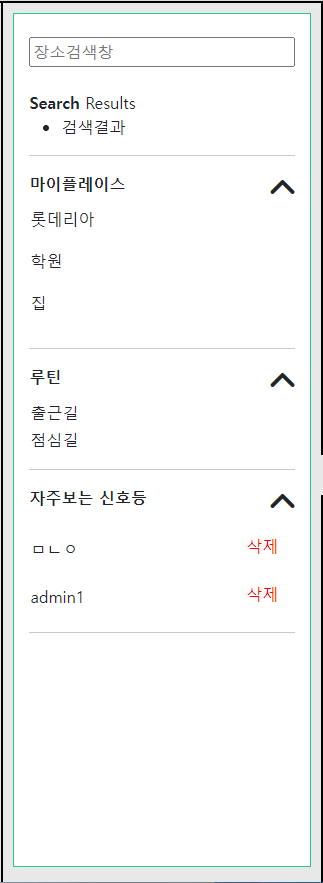 장소검색창
Search Results
검색결과
마이플레이스
롯데리아
학원
집
루틴
출근길
점심길
자주보는 신호등
ㅁㄴㅇ 삭제
admin1 삭제